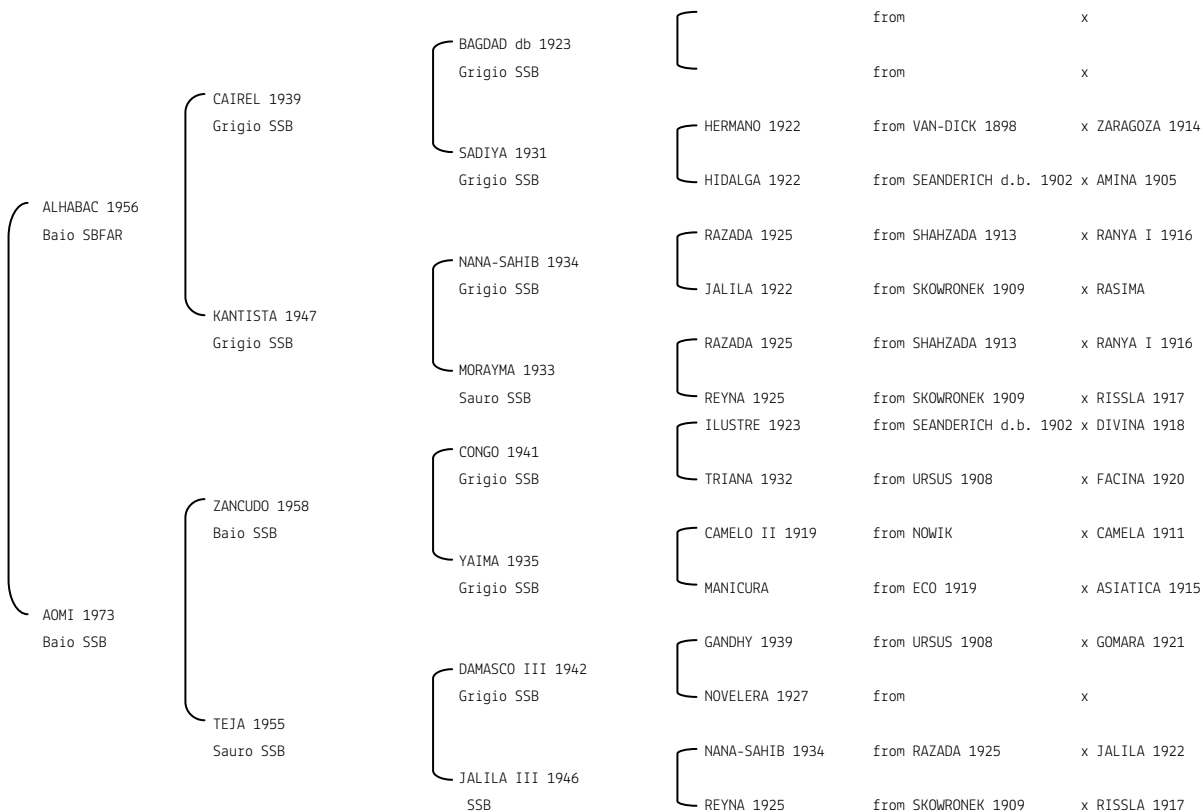 from x
BAGDAD db 1923
Grigio SSB from x
CAIREL 1939
Grigio SSB HERMANO 1922 from VAN-DICK 1898 x ZARAGOZA 1914
SADIYA 1931
Grigio SSB HIDALGA 1922 from SEANDERICH d.b. 1902 x AMINA 1905
ALHABAC 1956
Baio SBFAR RAZADA 1925 from SHAHZADA 1913 x RANYA I 1916
NANA-SAHIB 1934
Grigio SSB JALILA 1922 from SKOWRONEK 1909 x RASIMA
KANTISTA 1947
Grigio SSB RAZADA 1925 from SHAHZADA 1913 x RANYA I 1916
MORAYMA 1933
Sauro SSB REYNA 1925 from SKOWRONEK 1909 x RISSLA 1917
ILUSTRE 1923 from SEANDERICH d.b. 1902 x DIVINA 1918
CONGO 1941
Grigio SSB TRIANA 1932 from URSUS 1908 x FACINA 1920
ZANCUDO 1958
Baio SSB CAMELO II 1919 from NOWIK x CAMELA 1911
YAIMA 1935
Grigio SSB MANICURA from ECO 1919 x ASIATICA 1915
AOMI 1973
Baio SSB GANDHY 1939 from URSUS 1908 x GOMARA 1921
DAMASCO III 1942
Grigio SSB NOVELERA 1927 from x
TEJA 1955
Sauro SSB NANA-SAHIB 1934 from RAZADA 1925 x JALILA 1922
JALILA III 1946
SSB REYNA 1925 from SKOWRONEK 1909 x RISSLA 1917